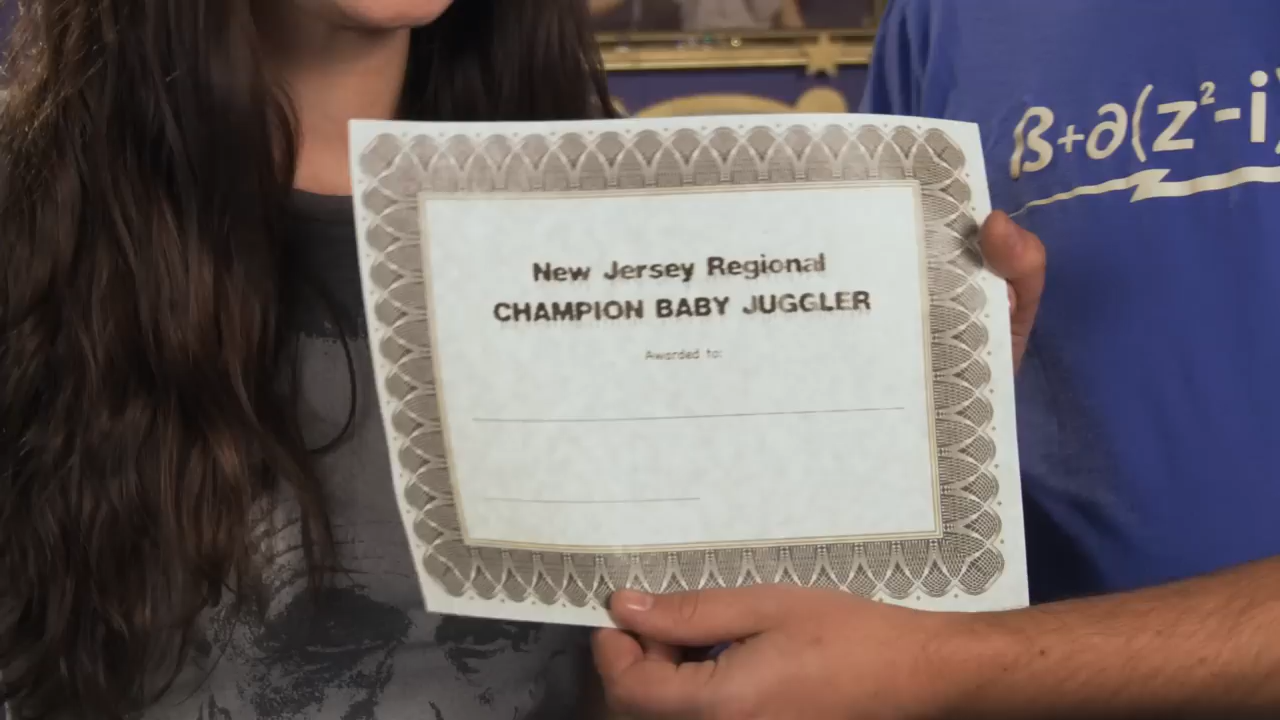 New Jersey Regional
CHAMPION BABY JUGGLER
Awarded to:
β+∂(z²-i)